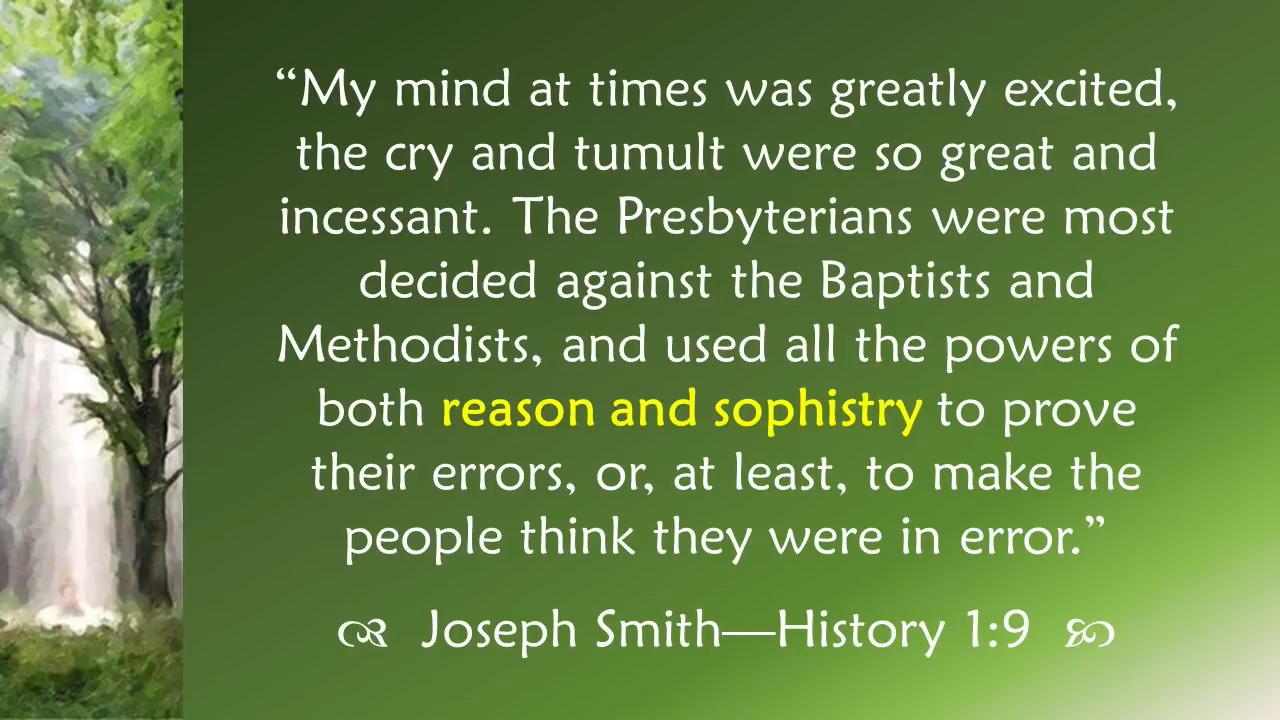 “My mind at times was greatly excited,
the cry and tumult were so great and
incessant. The Presbyterians were most
decided against the Baptists and
Methodists, and used all the powers of
both reason and sophistry to prove
their errors, or, at least, to make the
people think they were in error.”
Joseph Smith—History 1:9